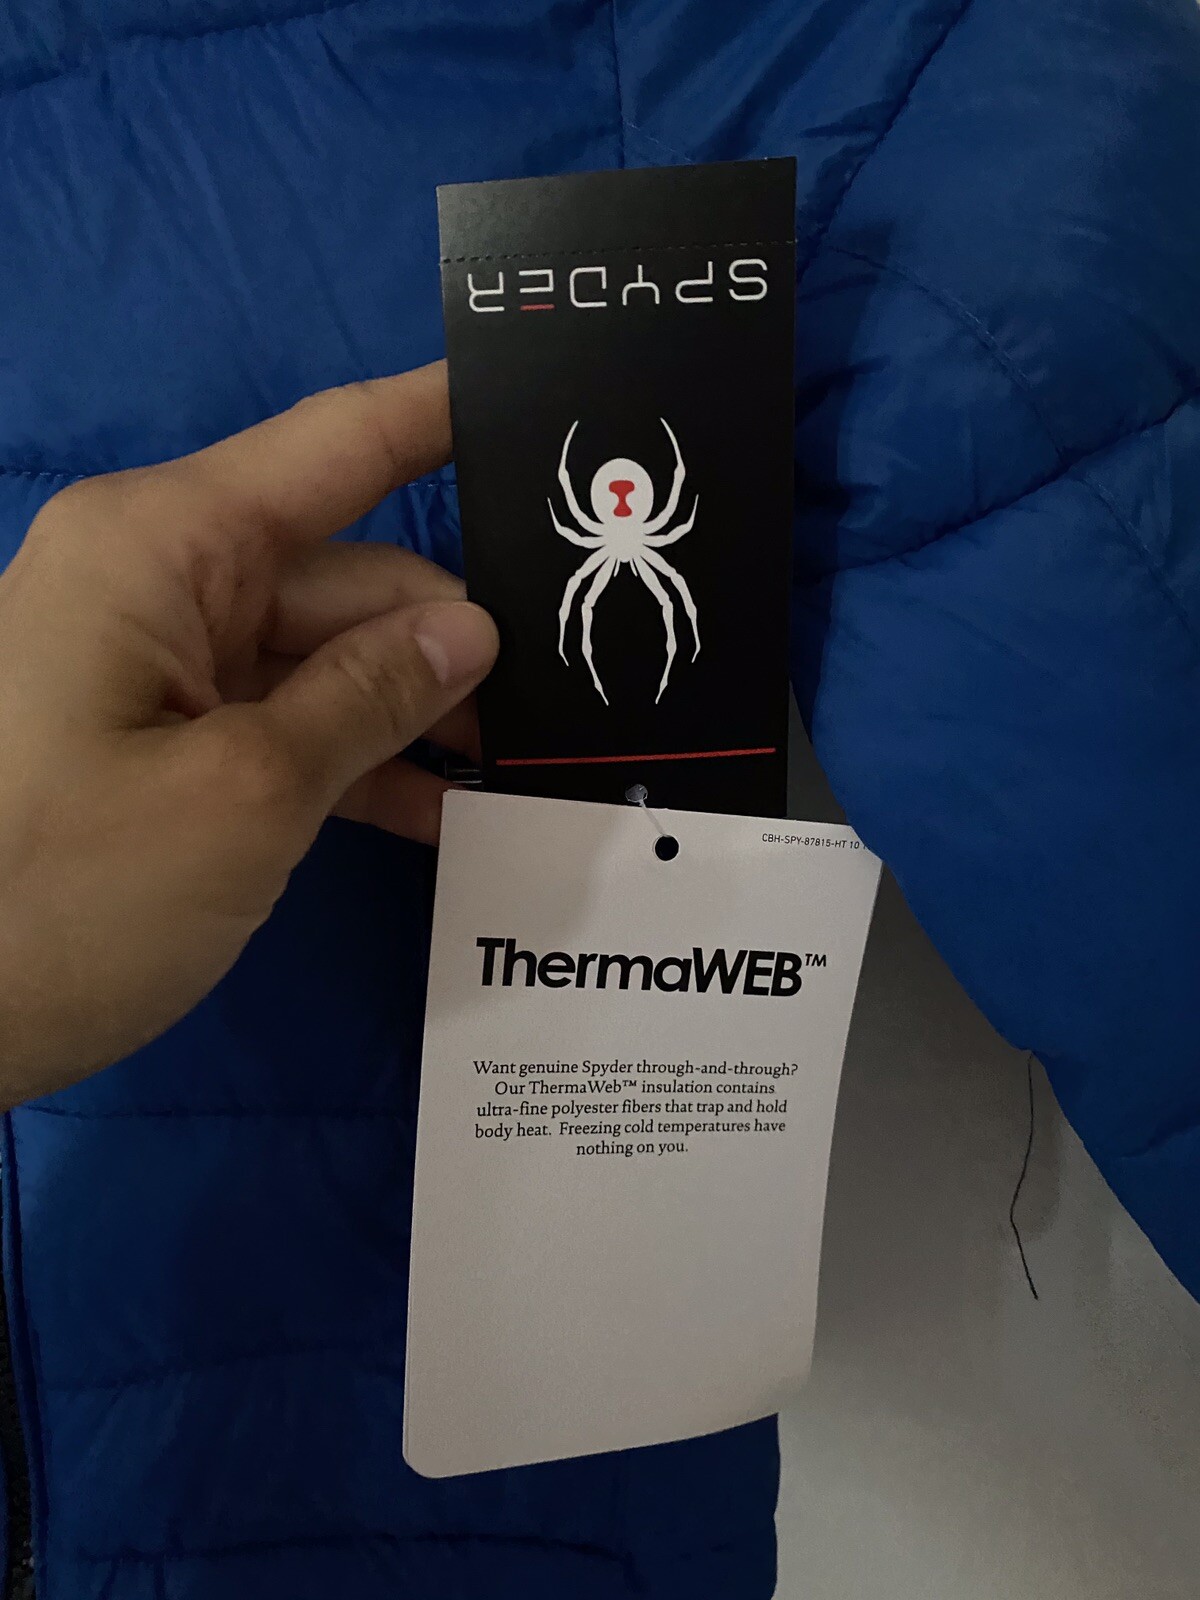 SPYDER
CBH-SPY-87815-HT 10
ThermaWEB™
Want genuine Spyder through-and-through?
Our ThermaWeb™ insulation contains
ultra-fine polyester fibers that trap and hold
body heat. Freezing cold temperatures have
nothing on you.